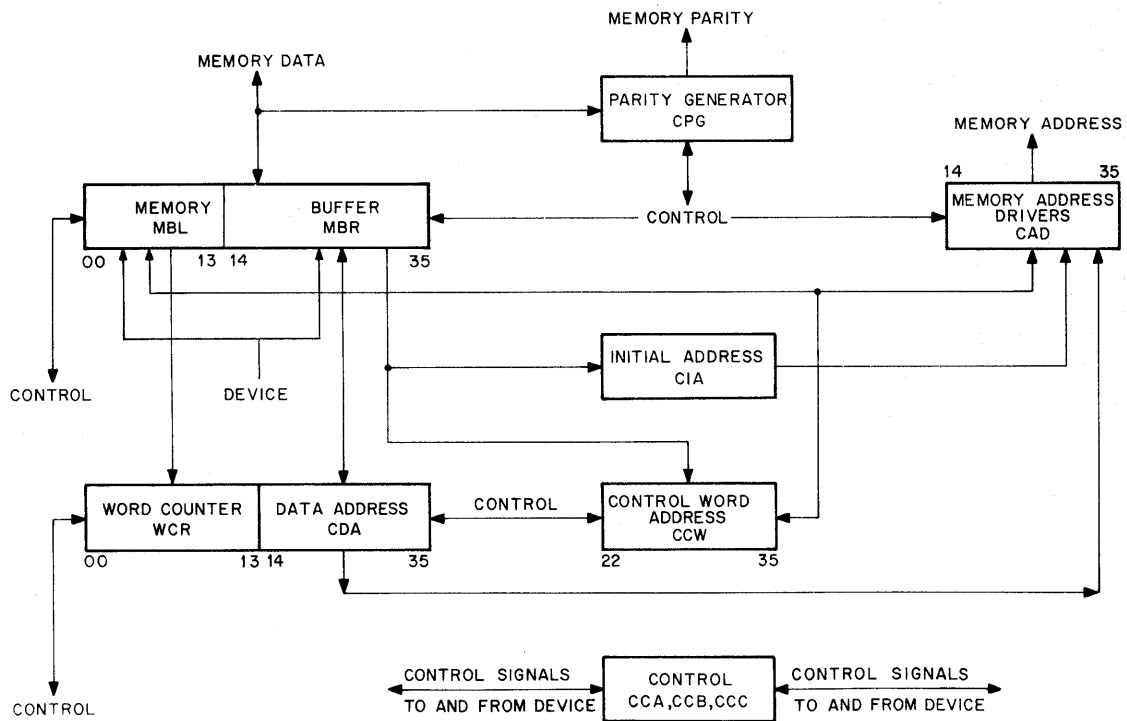 MEMORY PARITY
MEMORY DATA
PARITY GENERATOR
CPG
MEMORY ADDRESS
14 35
MEMORY ADDRESS
DRIVERS
CAD
MEMORY
MBL
BUFFER
MBR
CONTROL
00 13 14 35
INITIAL ADDRESS
CIA
CONTROL
DEVICE
WORD COUNTER
WCR
DATA ADDRESS
CDA
CONTROL
CONTROL WORD
ADDRESS
CCW
00 13 14 35
22 35
CONTROL
CONTROL SIGNALS
TO AND FROM DEVICE
CONTROL
CCA,CCB,CCC
CONTROL SIGNALS
TO AND FROM DEVICE